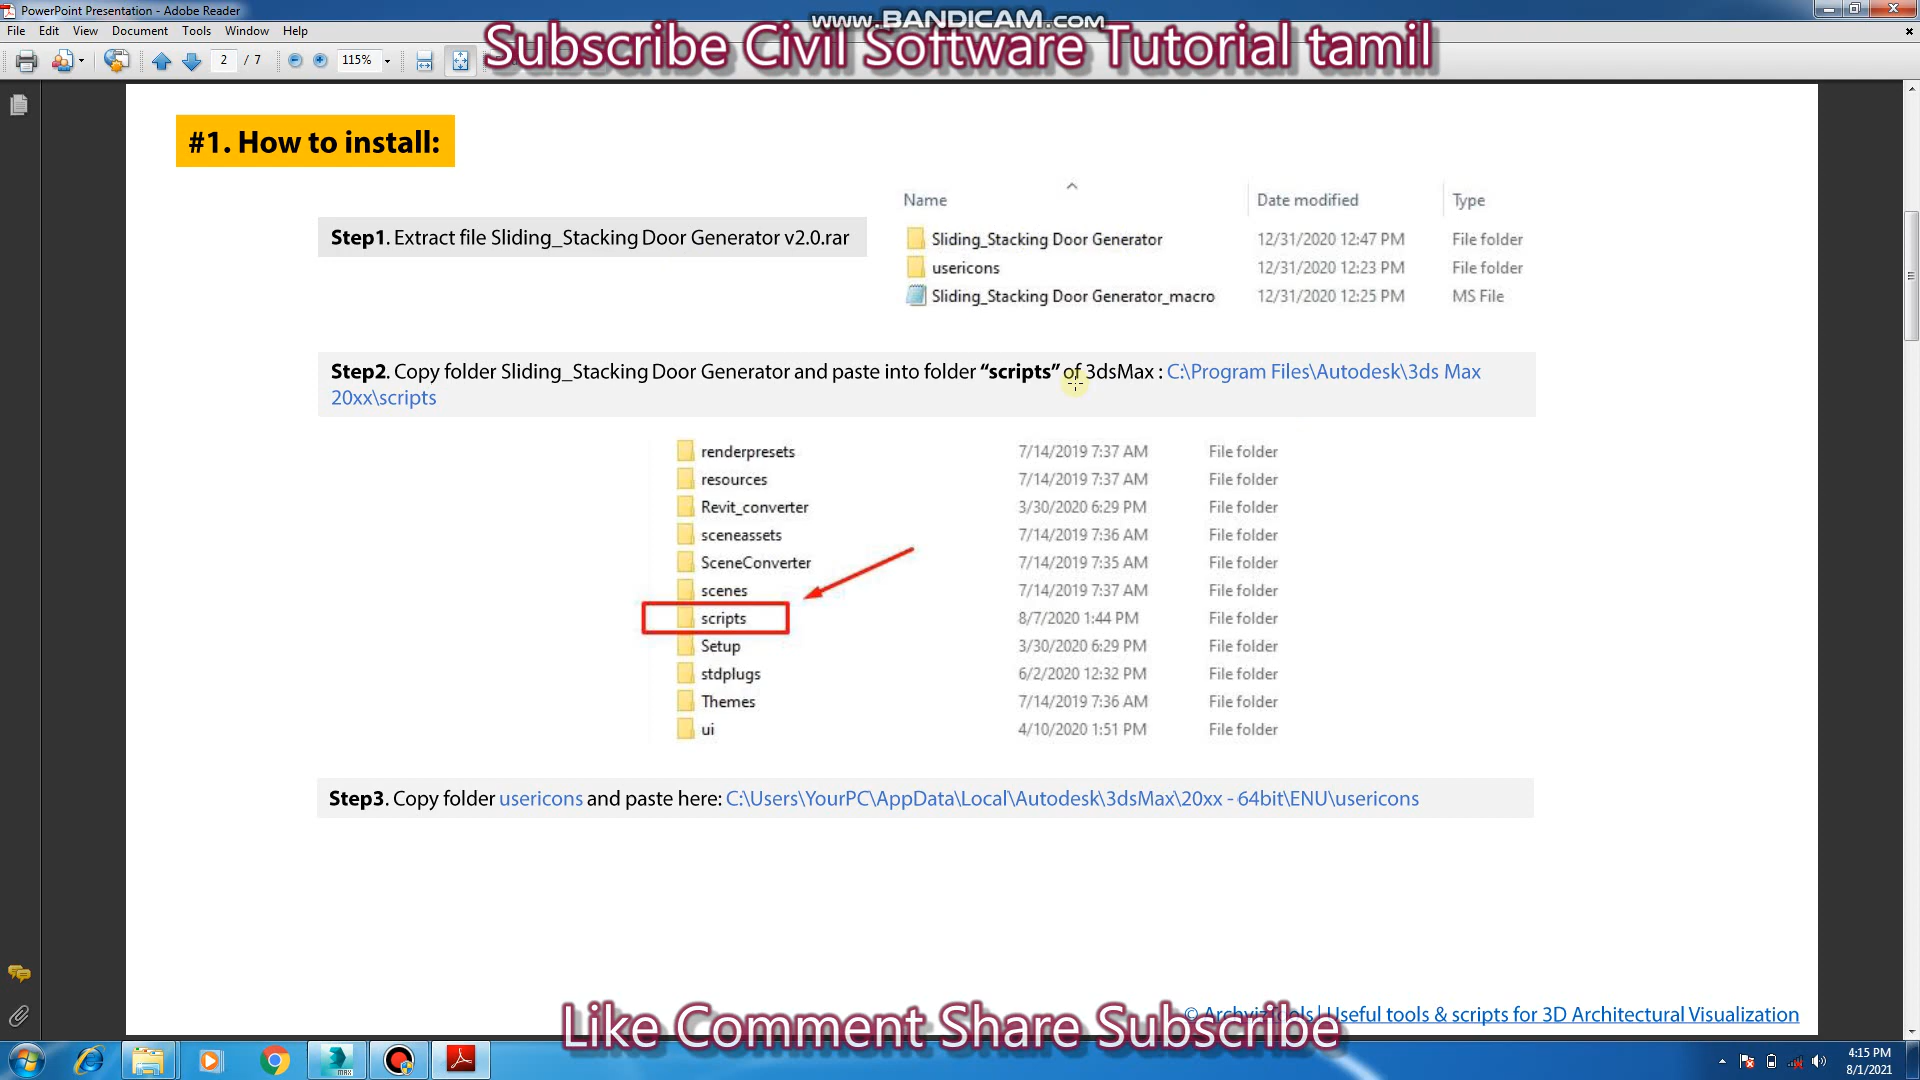 PowerPoint Presentation - Adobe Reader
www.BANDICAM.com
File Edit View Document Tools Window Help
Subscribe Civil Software Tutorial tamil
2 / 7 115%
#1. How to install:
Name Date modified Type
Step1. Extract file Sliding_Stacking Door Generator v2.0.rar
Sliding_Stacking Door Generator 12/31/2020 12:47 PM File folder
usericons 12/31/2020 12:23 PM File folder
Sliding_Stacking Door Generator_macro 12/31/2020 12:25 PM MS File
Step2. Copy folder Sliding_Stacking Door Generator and paste into folder “scripts” of 3dsMax : C:\Program Files\Autodesk\3ds Max
20xx\scripts
renderpresets 7/14/2019 7:37 AM File folder
resources 7/14/2019 7:37 AM File folder
Revit_converter 3/30/2020 6:29 PM File folder
sceneassets 7/14/2019 7:36 AM File folder
SceneConverter 7/14/2019 7:35 AM File folder
scenes 7/14/2019 7:37 AM File folder
scripts 8/7/2020 1:44 PM File folder
Setup 3/30/2020 6:29 PM File folder
stdplugs 6/2/2020 12:32 PM File folder
Themes 7/14/2019 7:36 AM File folder
ui 4/10/2020 1:51 PM File folder
Step3. Copy folder usericons and paste here: C:\Users\YourPC\AppData\Local\Autodesk\3dsMax\20xx - 64bit\ENU\usericons
© Archviz tools | Useful tools & scripts for 3D Architectural Visualization
Like Comment Share Subscribe
MAX
4:15 PM
8/1/2021